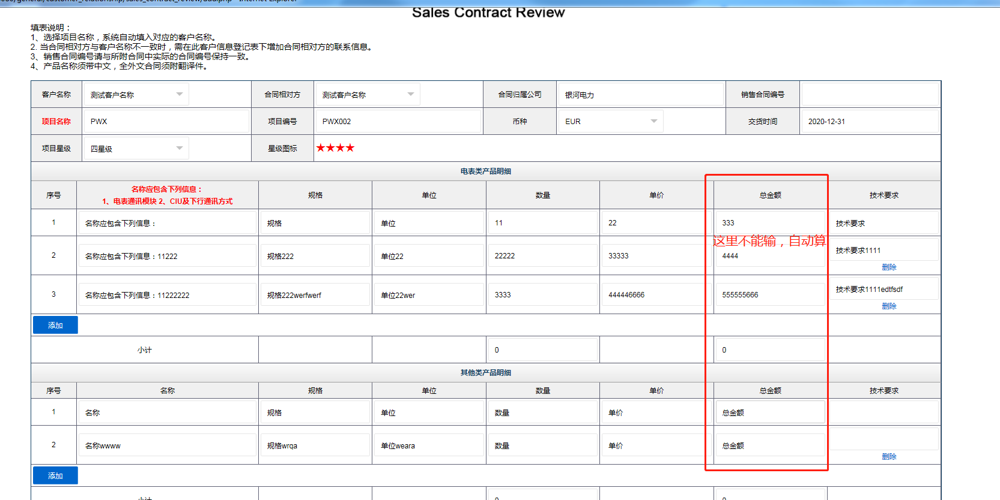 Sales Contract Review
填表说明：
1、选择项目名称，系统自动填入对应的客户名称。
2. 当合同相对方与客户名称不一致时，需在此客户信息登记表下增加合同相对方的联系信息。
3、销售合同编号请与所附合同中实际的合同编号保持一致。
4、产品名称须带中文，全外文合同须附翻译件。
客户名称 测试客户名称 合同相对方 测试客户名称 合同归属公司 银河电力 销售合同编号
项目名称 PWX 项目编号 PWX002 币种 EUR 交货时间 2020-12-31
项目星级 四星级 星级图标 ★★★★
电表类产品明细
序号 名称应包含下列信息： 规格 单位 数量 单价 总金额 技术要求
1、电表通讯模块 2、CIU及下行通讯方式
1 名称应包含下列信息： 规格 单位 11 22 333 技术要求
这里不能输，自动算
2 名称应包含下列信息：11222 规格222 单位22 22222 33333 4444 技术要求1111
删除
3 名称应包含下列信息：11222222 规格222werfwerf 单位22wer 3333 444446666 555555666 技术要求1111edtfsdf
删除
添加
小计 0 0
其他类产品明细
序号 名称 规格 单位 数量 单价 总金额 技术要求
1 名称 规格 单位 数量 单价 总金额
2 名称wwww 规格wrqa 单位weara 数量 单价 总金额
删除
添加
小计 0 0